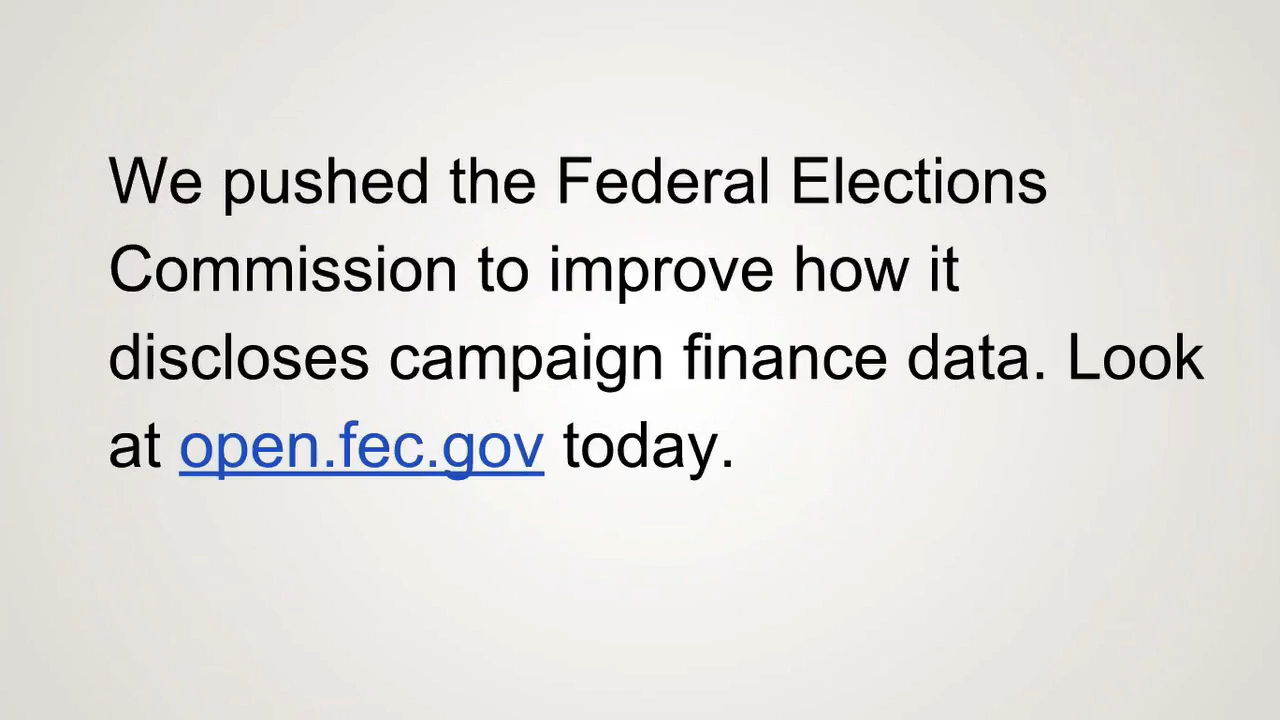 We pushed the Federal Elections
Commission to improve how it
discloses campaign finance data. Look
at open.fec.gov today.